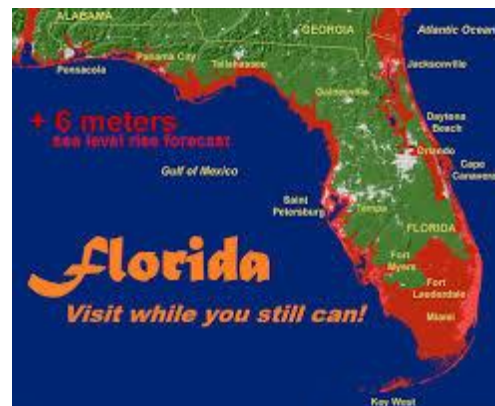 ALABAMA
GEORGIA
Atlantic Ocean
Pensacola
Panama City
Tallahassee
Jacksonville
Gainesville
+ 6 meters
sea level rise forecast
Daytona
Beach
Orlando
Cape
Canaveral
Gulf of Mexico
Saint
Petersburg
Tampa
FLORIDA
Florida
Fort
Myers
Fort
Lauderdale
Visit while you still can!
Miami
Key West